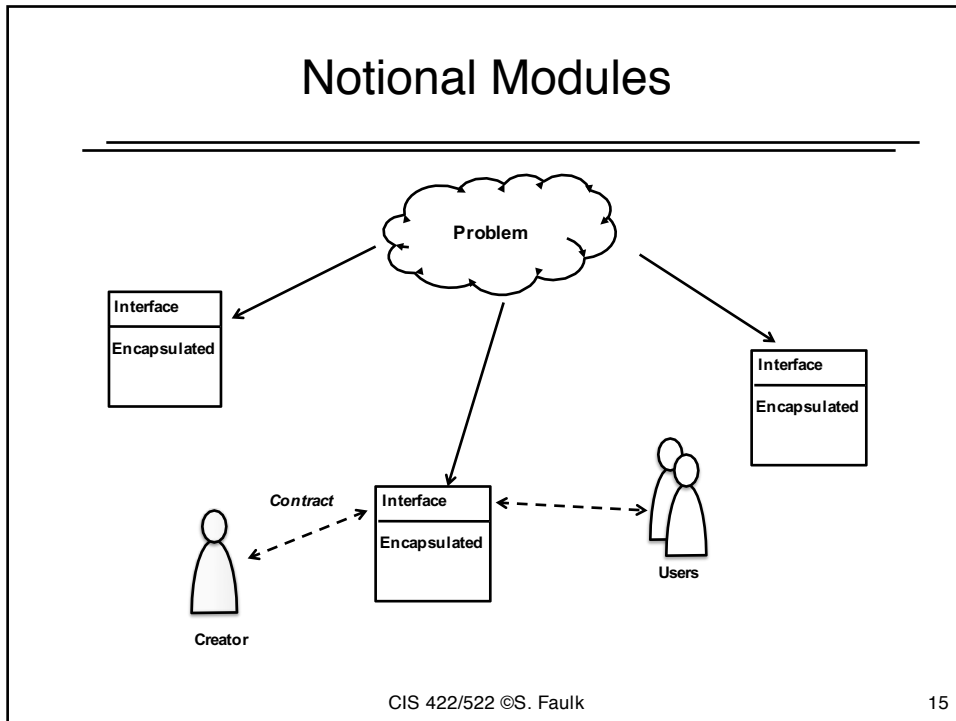 Notional Modules
Problem
Interface
Encapsulated
Interface
Encapsulated
Contract
Interface
Encapsulated
Users
Creator
CIS 422/522 ©S. Faulk
15